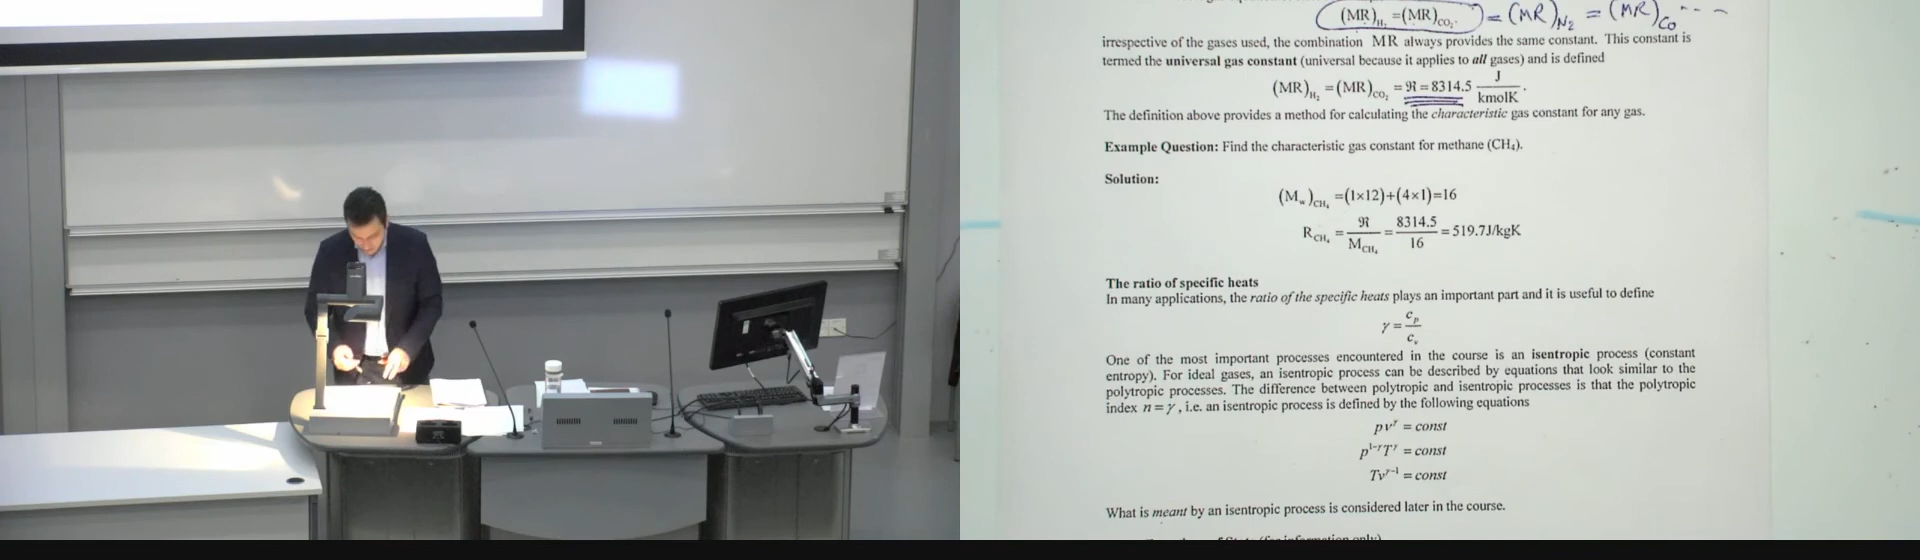 (MR)H₂ = (MR)CO₂. = (MR)N₂ = (MR)CO ----
irrespective of the gases used, the combination MR always provides the same constant. This constant is
termed the universal gas constant (universal because it applies to all gases) and is defined
(MR)H₂ = (MR)CO₂ = ℜ = 8314.5 J/kmolK.
The definition above provides a method for calculating the characteristic gas constant for any gas.
Example Question: Find the characteristic gas constant for methane (CH₄).
Solution:
(Mw)CH₄ =(1×12)+(4×1)=16
RCH₄ = ℜ/MCH₄ = 8314.5/16 = 519.7J/kgK
The ratio of specific heats
In many applications, the ratio of the specific heats plays an important part and it is useful to define
γ = cp/cv
One of the most important processes encountered in the course is an isentropic process (constant
entropy). For ideal gases, an isentropic process can be described by equations that look similar to the
polytropic processes. The difference between polytropic and isentropic processes is that the polytropic
index n = γ, i.e. an isentropic process is defined by the following equations
pv^γ = const
p^(1-γ)T^γ = const
Tv^(γ-1) = const
What is meant by an isentropic process is considered later in the course.